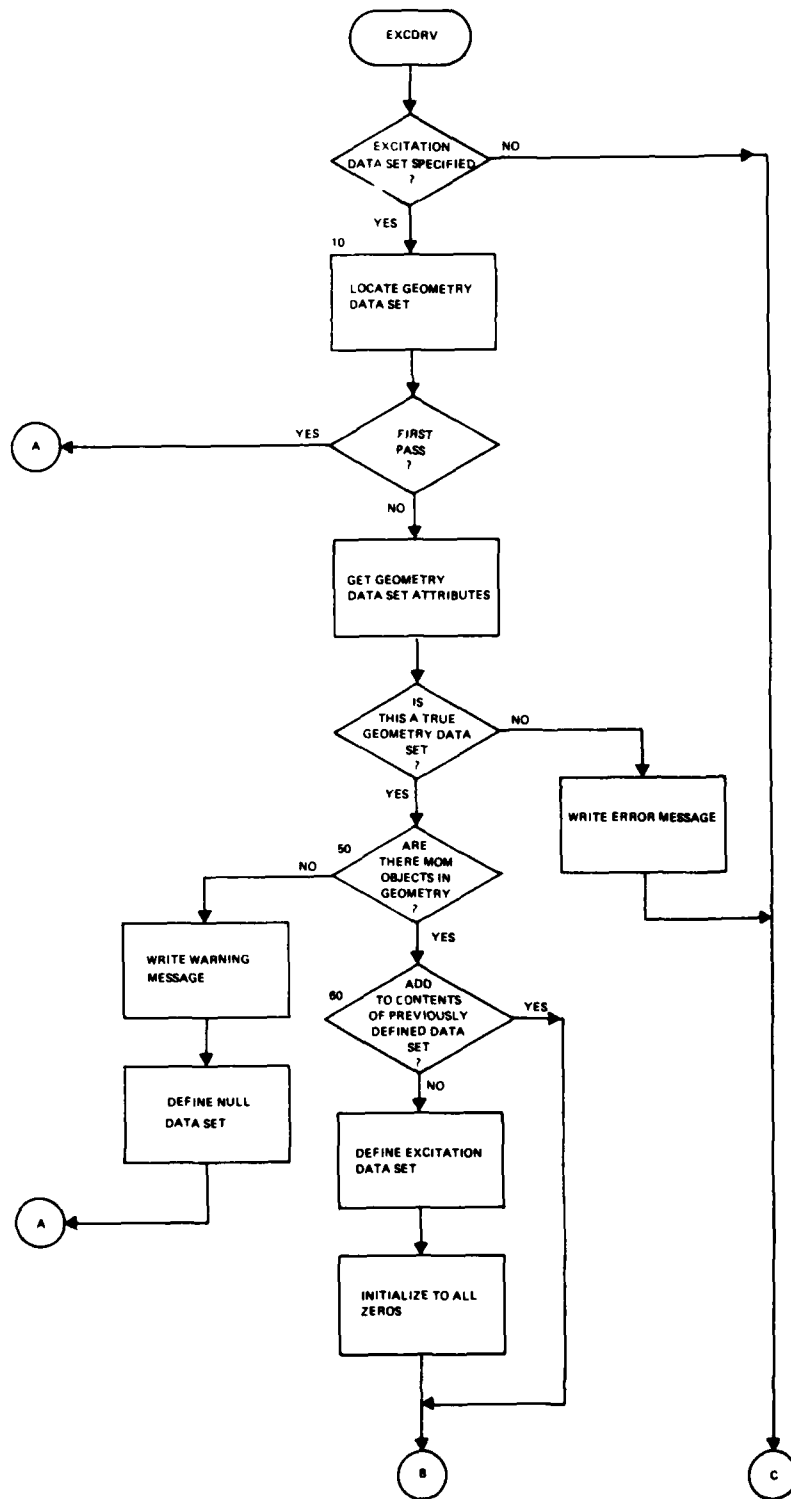 EXCDRV
EXCITATION
DATA SET SPECIFIED
?
NO
YES
10
LOCATE GEOMETRY
DATA SET
A
YES
FIRST
PASS
?
NO
GET GEOMETRY
DATA SET ATTRIBUTES
IS
THIS A TRUE
GEOMETRY DATA
SET
?
NO
YES
WRITE ERROR MESSAGE
50
ARE
THERE MOM
OBJECTS IN
GEOMETRY
?
NO
YES
WRITE WARNING
MESSAGE
60
ADD
TO CONTENTS
OF PREVIOUSLY
DEFINED DATA
SET
?
YES
NO
DEFINE NULL
DATA SET
DEFINE EXCITATION
DATA SET
A
INITIALIZE TO ALL
ZEROS
B
C